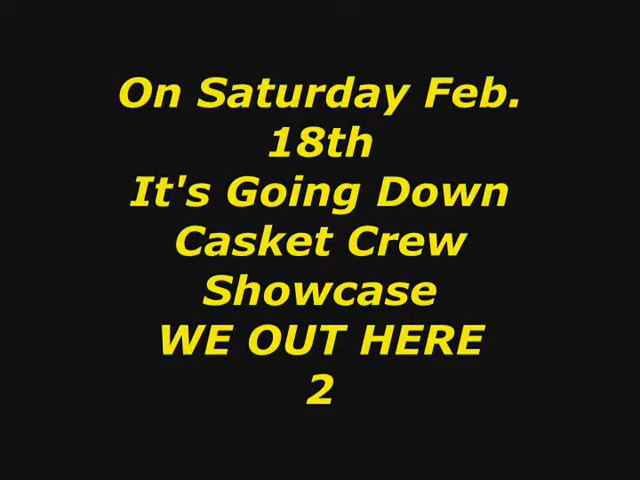 On Saturday Feb.
18th
It's Going Down
Casket Crew
Showcase
WE OUT HERE
2